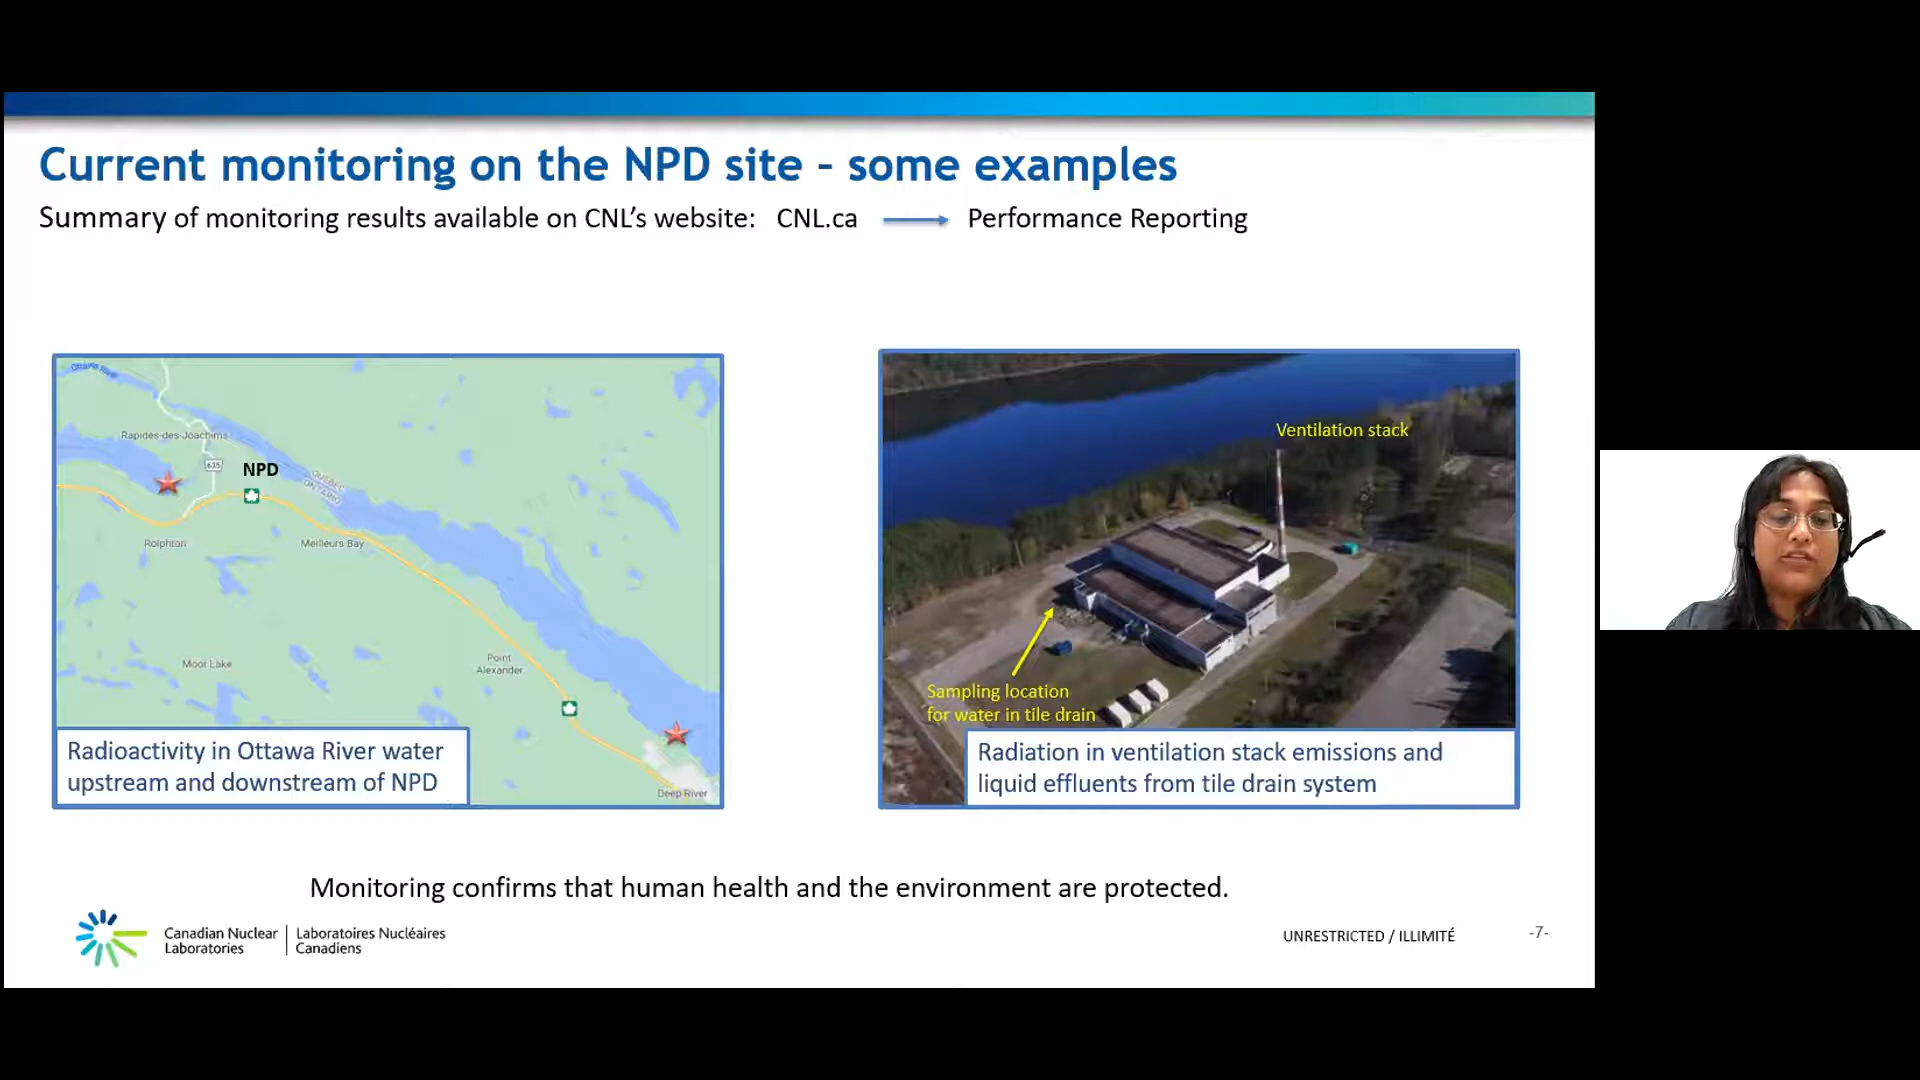 Current monitoring on the NPD site – some examples
Summary of monitoring results available on CNL’s website: CNL.ca Performance Reporting
Ottawa River
Rapides-des-Joachims
635
NPD
QUEBEC
ONTARIO
Rolphton
Meilleurs Bay
Moor Lake
Point
Alexander
Deep River
Radioactivity in Ottawa River water
upstream and downstream of NPD
Ventilation stack
Sampling location
for water in tile drain
Radiation in ventilation stack emissions and
liquid effluents from tile drain system
Monitoring confirms that human health and the environment are protected.
Canadian Nuclear
Laboratories
Laboratoires Nucléaires
Canadiens
UNRESTRICTED / ILLIMITÉ
-7-